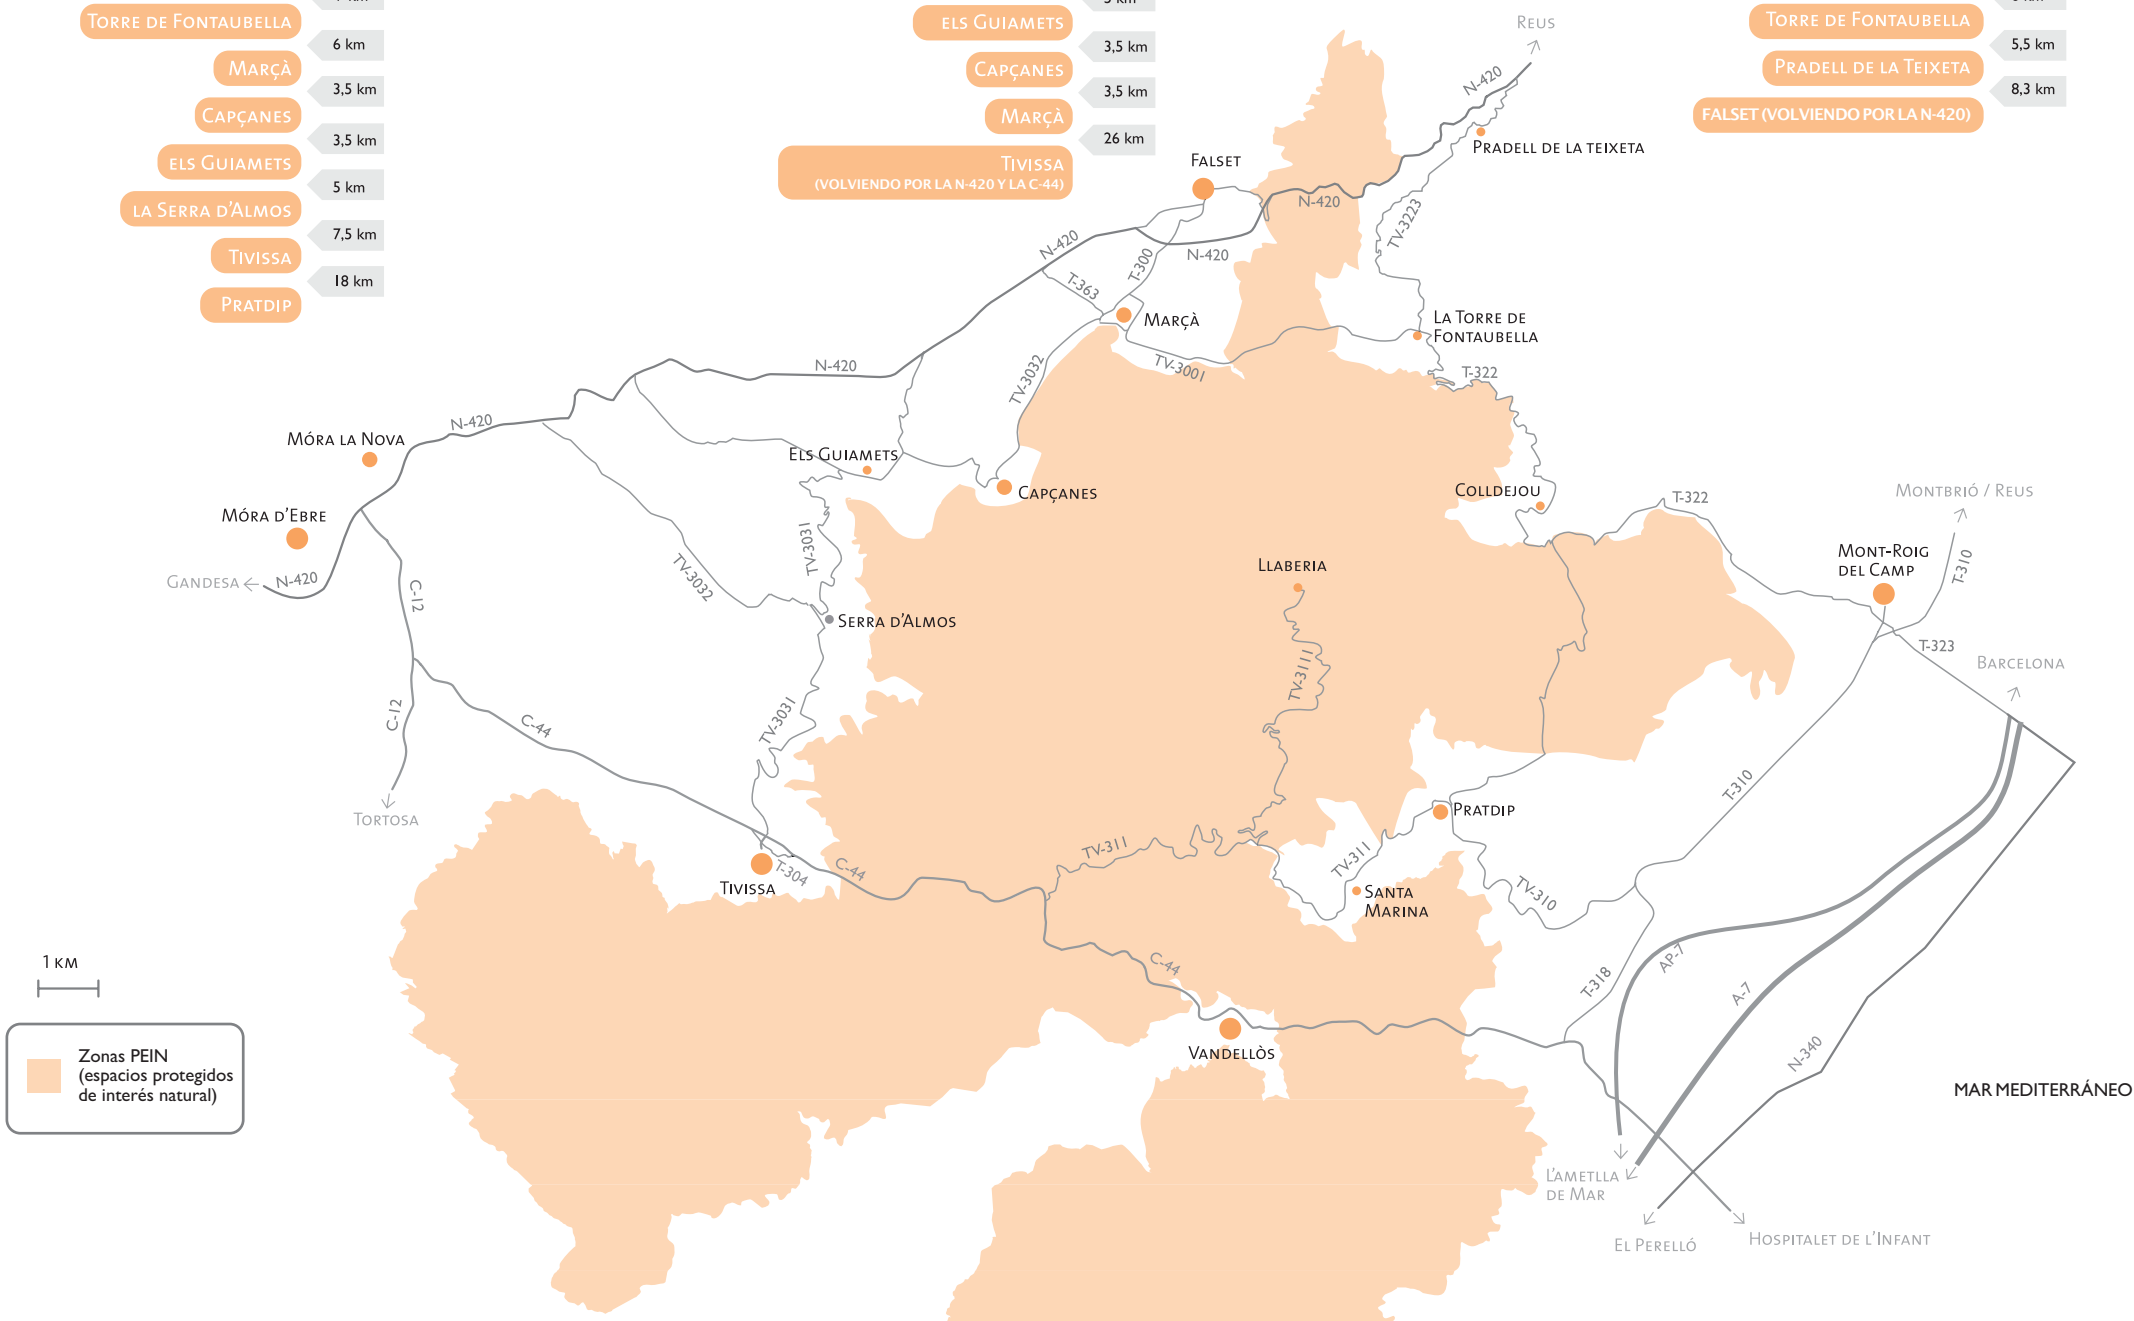 TORRE DE FONTAUBELLA
6 km
MARÇÀ
3,5 km
CAPÇANES
3,5 km
ELS GUIAMETS
5 km
LA SERRA D'ALMOS
7,5 km
TIVISSA
18 km
PRATDIP
ELS GUIAMETS
3,5 km
CAPÇANES
3,5 km
MARÇÀ
26 km
TIVISSA
(VOLVIENDO POR LA N-420 Y LA C-44)
TORRE DE FONTAUBELLA
5,5 km
PRADELL DE LA TEIXETA
8,3 km
FALSET (VOLVIENDO POR LA N-420)
REUS
N-420
PRADELL DE LA TEIXETA
FALSET
N-420
TV-3223
N-420
N-420
T-300
T-363
MARÇÀ
LA TORRE DE
FONTAUBELLA
N-420
TV-3032
TV-3001
T-322
N-420
MÓRA LA NOVA
ELS GUIAMETS
CAPÇANES
COLLDEJOU
T-322
MONTBRIÓ / REUS
MÓRA D'EBRE
TV-3031
LLABERIA
MONT-ROIG
DEL CAMP
T-310
GANDESA
N-420
C-12
TV-3032
SERRA D'ALMOS
TV-3111
T-323
BARCELONA
C-12
C-44
TV-3031
T-310
TORTOSA
PRATDIP
TV-311
TV-311
TIVISSA
T-304
C-44
SANTA
MARINA
TV-310
1 KM
C-44
AP-7
T-318
A-7
VANDELLÒS
N-340
Zonas PEIN
(espacios protegidos
de interés natural)
MAR MEDITERRÁNEO
L'AMETLLA
DE MAR
EL PERELLÓ
HOSPITALET DE L'INFANT